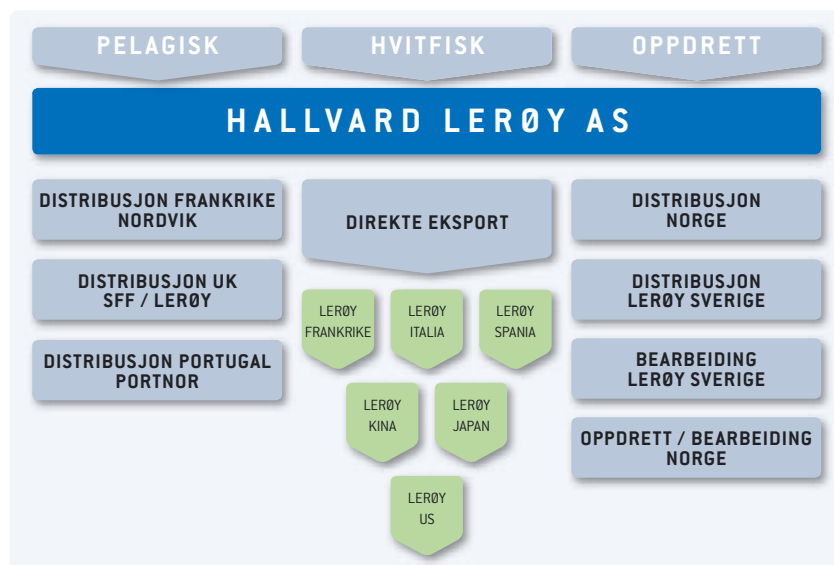 PELAGISK
HVITFISK
OPPDRETT
HALLVARD LERØY AS
DISTRIBUSJON FRANKRIKE
NORDVIK
DISTRIBUSJON UK
SFF / LERØY
DISTRIBUSJON PORTUGAL
PORTNOR
DIREKTE EKSPORT
LERØY
FRANKRIKE
LERØY
ITALIA
LERØY
SPANIA
LERØY
KINA
LERØY
JAPAN
LERØY
US
DISTRIBUSJON
NORGE
DISTRIBUSJON
LERØY SVERIGE
BEARBEIDING
LERØY SVERIGE
OPPDRETT / BEARBEIDING
NORGE